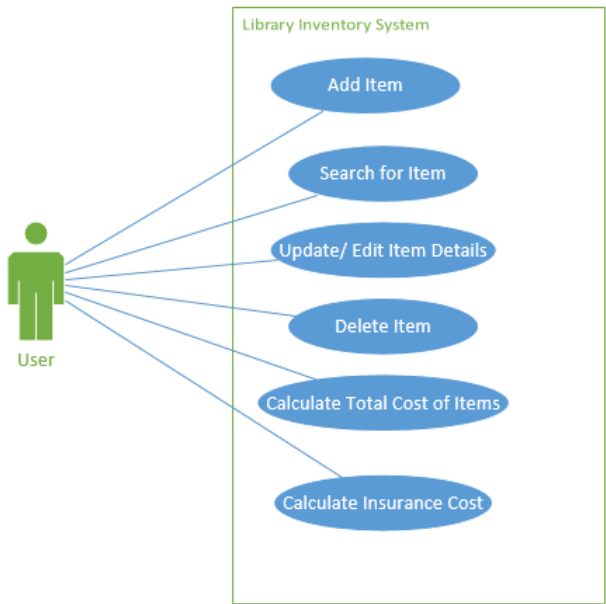 Library Inventory System
Add Item
Search for Item
Update/ Edit Item Details
Delete Item
User
Calculate Total Cost of Items
Calculate Insurance Cost